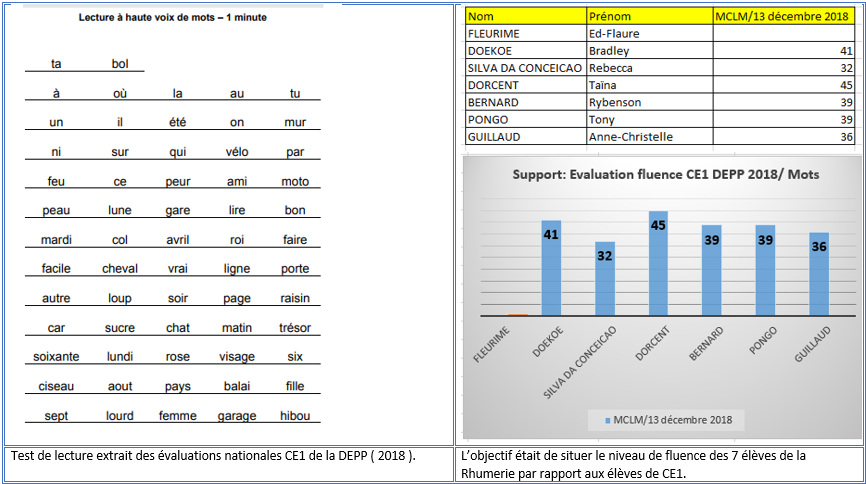 Lecture à haute voix de mots – 1 minute
ta bol
à où la au tu
un il été on mur
ni sur qui vélo par
feu ce peur ami moto
peau lune gare lire bon
mardi col avril roi faire
facile cheval vrai ligne porte
autre loup soir page raisin
car sucre chat matin trésor
soixante lundi rose visage six
ciseau aout pays balai fille
sept lourd femme garage hibou
Nom Prénom MCLM/13 décembre 2018
FLEURIME Ed-Flaure
DOEKOE Bradley 41
SILVA DA CONCEICAO Rebecca 32
DORCENT Taïna 45
BERNARD Rybenson 39
PONGO Tony 39
GUILLAUD Anne-Christelle 36
Support: Evaluation fluence CE1 DEPP 2018/ Mots
41 32 45 39 39 36
FLEURIME DOEKOE SILVA DA CONCEICAO DORCENT BERNARD PONGO GUILLAUD
MCLM/13 décembre 2018
Test de lecture extrait des évaluations nationales CE1 de la DEPP ( 2018 ).
L'objectif était de situer le niveau de fluence des 7 élèves de la
Rhumerie par rapport aux élèves de CE1.